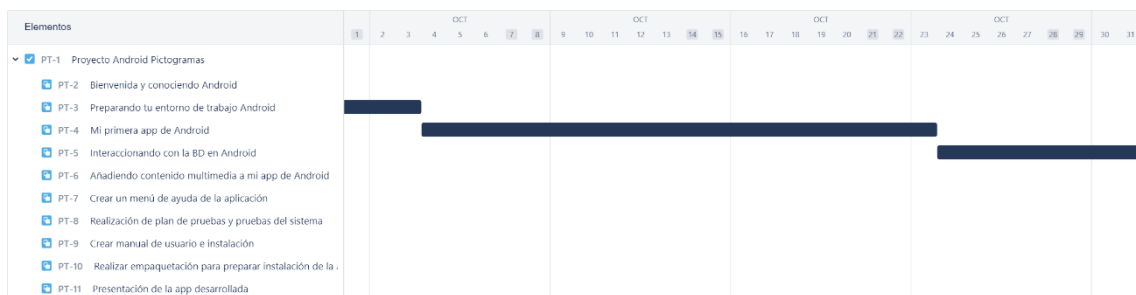 Elementos
OCT OCT OCT OCT
1 2 3 4 5 6 7 8 9 10 11 12 13 14 15 16 17 18 19 20 21 22 23 24 25 26 27 28 29 30 31
PT-1 Proyecto Android Pictogramas
PT-2 Bienvenida y conociendo Android
PT-3 Preparando tu entorno de trabajo Android
PT-4 Mi primera app de Android
PT-5 Interaccionando con la BD en Android
PT-6 Añadiendo contenido multimedia a mi app de Android
PT-7 Crear un menú de ayuda de la aplicación
PT-8 Realización de plan de pruebas y pruebas del sistema
PT-9 Crear manual de usuario e instalación
PT-10 Realizar empaquetación para preparar instalación de la
PT-11 Presentación de la app desarrollada